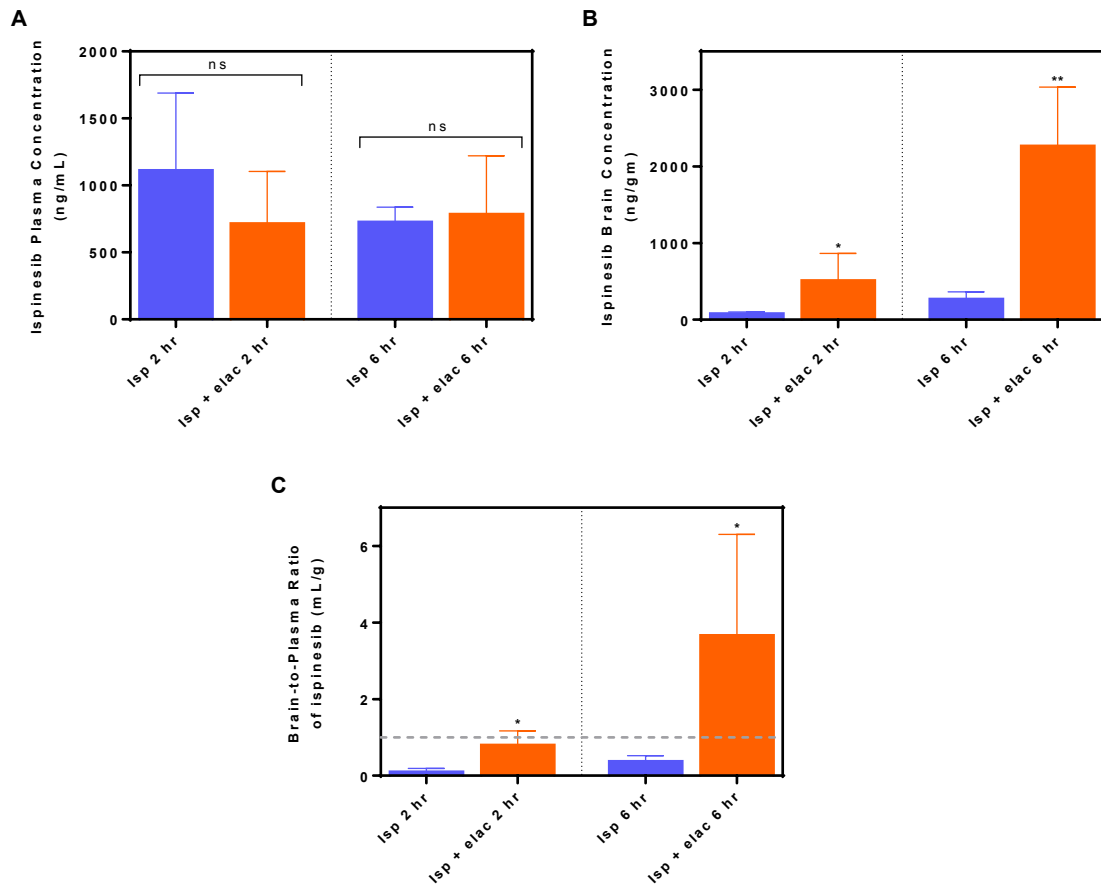 A
Ispinesib Plasma Concentration
(ng/mL)
2000
1500
1000
500
0
ns
ns
Isp 2 hr
Isp + elac 2 hr
Isp 6 hr
Isp + elac 6 hr
B
Ispinesib Brain Concentration
(ng/gm)
3000
2000
1000
0
*
**
Isp 2 hr
Isp + elac 2 hr
Isp 6 hr
Isp + elac 6 hr
C
Brain-to-Plasma Ratio
of ispinesib (mL/g)
6
4
2
0
*
*
Isp 2 hr
Isp + elac 2 hr
Isp 6 hr
Isp + elac 6 hr